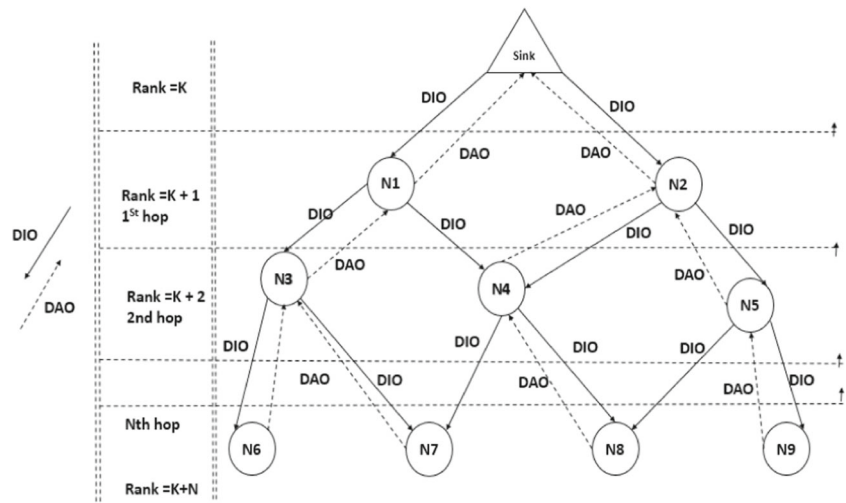 Sink
Rank =K
DIO
DIO
DAO
DAO
N1
N2
Rank =K + 1
1St hop
DIO
DIO
DAO
DIO
DIO
DIO
DAO
DAO
DAO
N3
N4
N5
Rank =K + 2
2nd hop
DIO
DIO
DIO
DIO
DAO
DIO
DAO
DAO
DIO
Nth hop
N6
N7
N8
N9
Rank=K+N